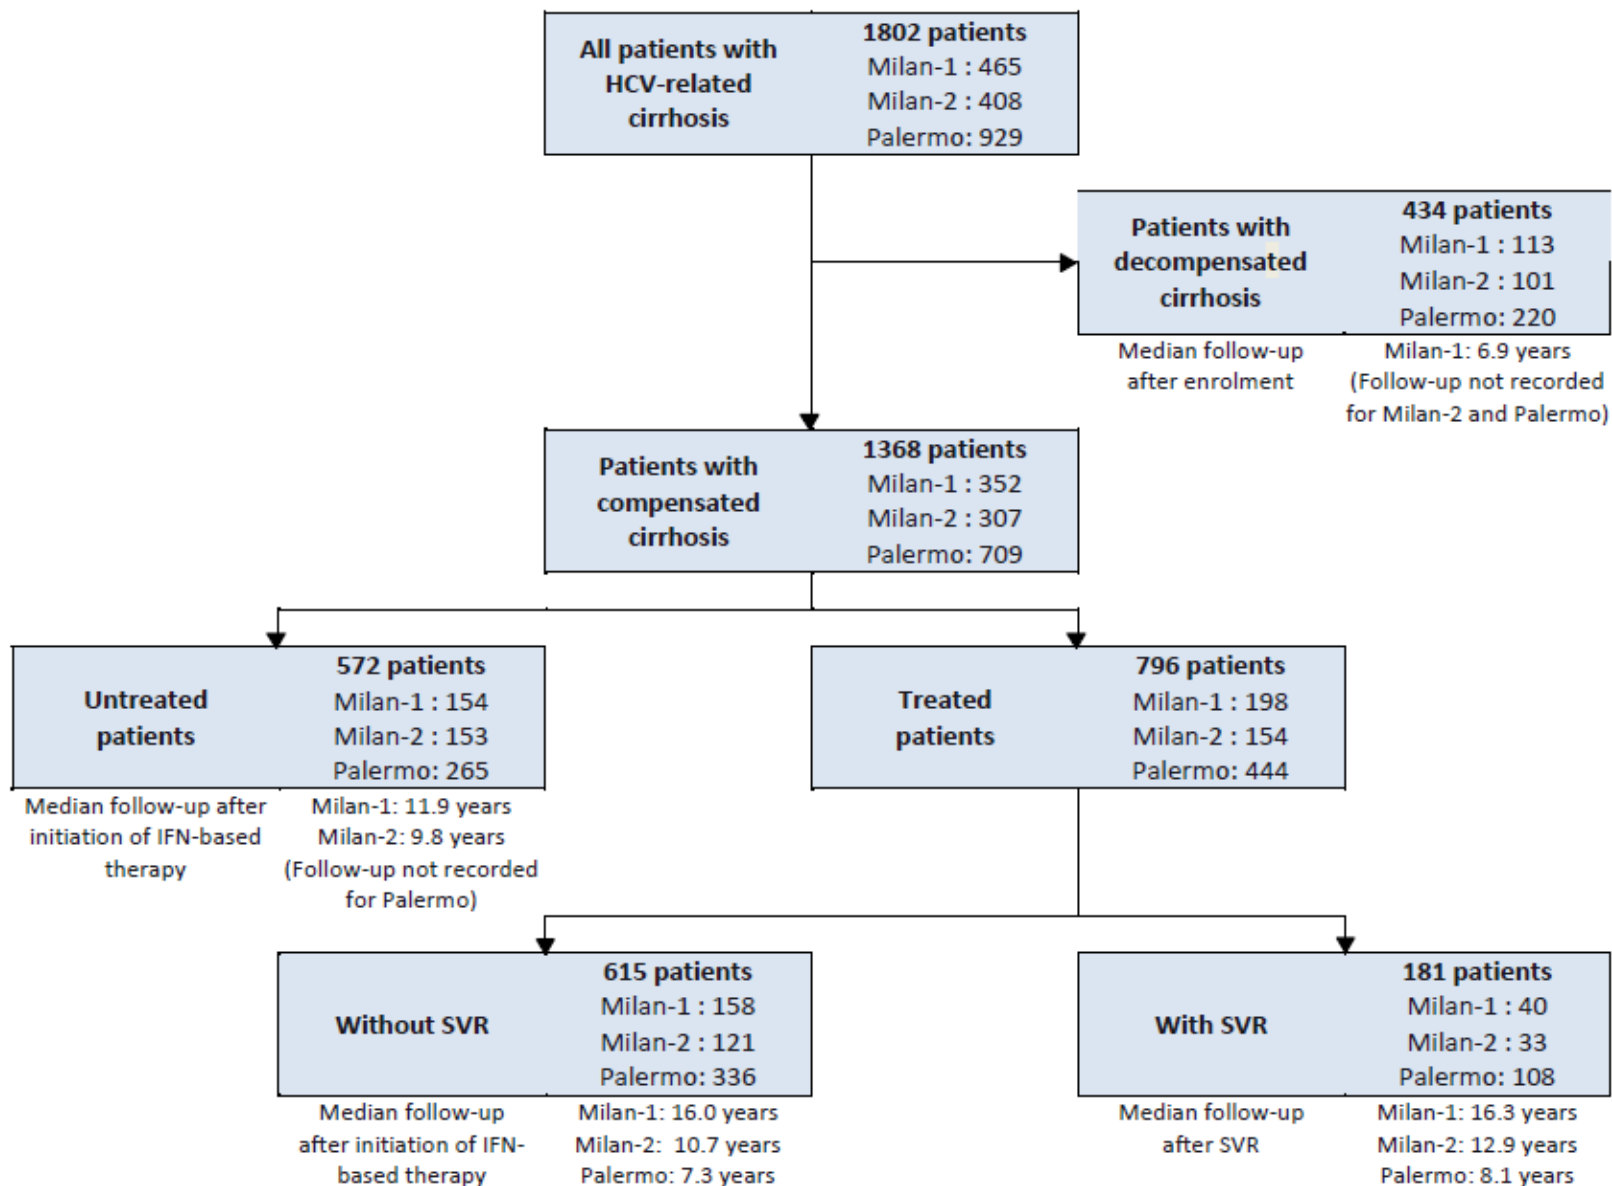 All patients with
HCV-related
cirrhosis
1802 patients
Milan-1 : 465
Milan-2 : 408
Palermo: 929
Patients with
decompensated
cirrhosis
434 patients
Milan-1 : 113
Milan-2 : 101
Palermo: 220
Median follow-up
after enrolment
Milan-1: 6.9 years
(Follow-up not recorded
for Milan-2 and Palermo)
Patients with
compensated
cirrhosis
1368 patients
Milan-1 : 352
Milan-2 : 307
Palermo: 709
Untreated
patients
572 patients
Milan-1 : 154
Milan-2 : 153
Palermo: 265
Median follow-up after
initiation of IFN-based
therapy
Milan-1: 11.9 years
Milan-2: 9.8 years
(Follow-up not recorded
for Palermo)
Treated
patients
796 patients
Milan-1 : 198
Milan-2 : 154
Palermo: 444
Without SVR
615 patients
Milan-1 : 158
Milan-2 : 121
Palermo: 336
Median follow-up
after initiation of IFN-
based therapy
Milan-1: 16.0 years
Milan-2: 10.7 years
Palermo: 7.3 years
With SVR
181 patients
Milan-1 : 40
Milan-2 : 33
Palermo: 108
Median follow-up
after SVR
Milan-1: 16.3 years
Milan-2: 12.9 years
Palermo: 8.1 years